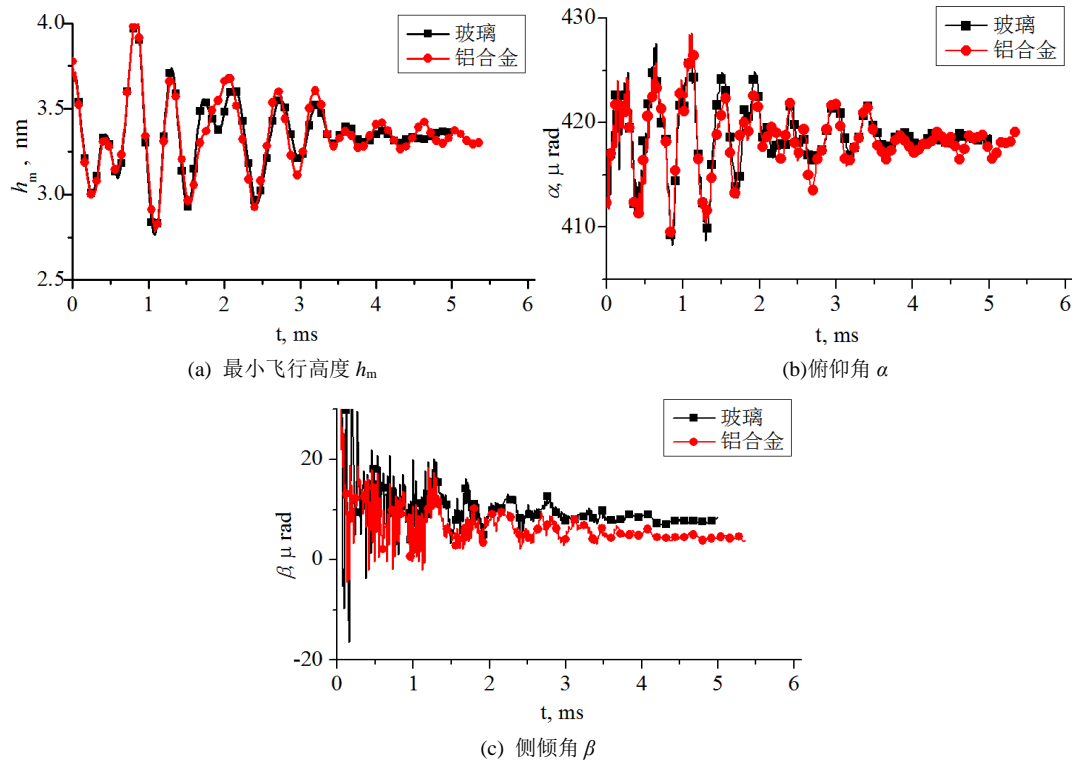 4.0
3.5
3.0
2.5
hm, nm
玻璃
铝合金
0 1 2 3 4 5 6
t, ms
(a) 最小飞行高度 hm
430
420
410
α, μ rad
玻璃
铝合金
0 1 2 3 4 5 6
t, ms
(b)俯仰角 α
20
0
-20
β, μ rad
玻璃
铝合金
0 1 2 3 4 5 6
t, ms
(c) 侧倾角 β